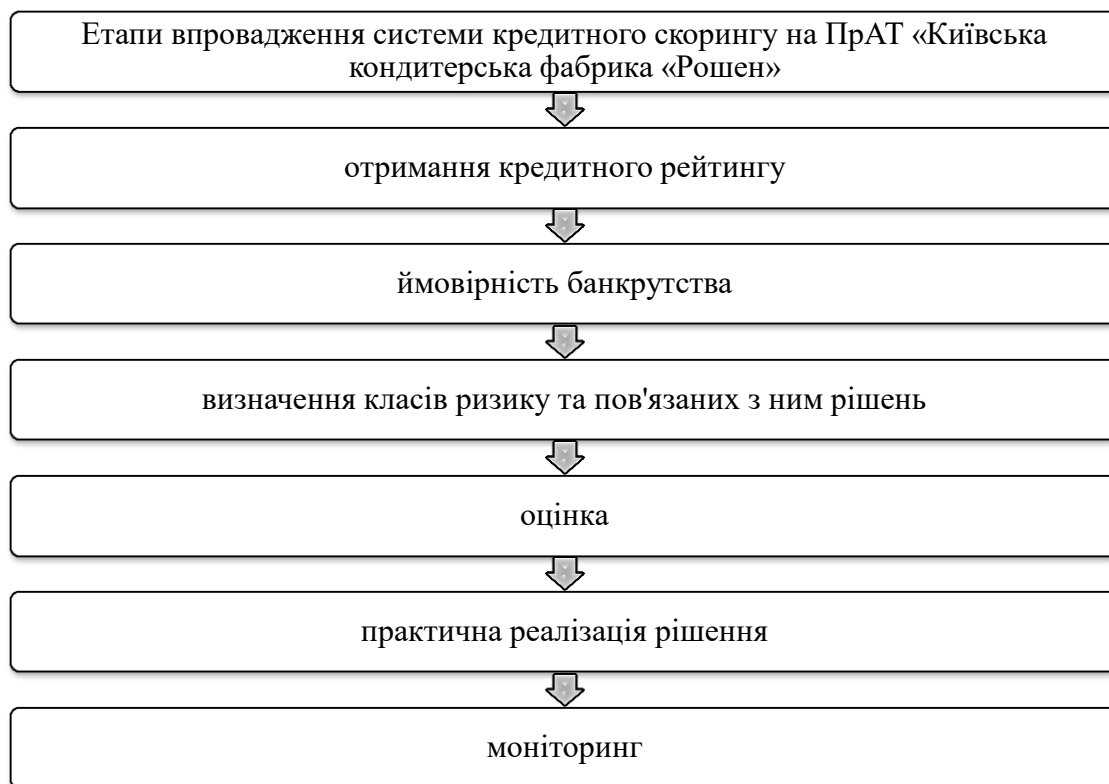 Етапи впровадження системи кредитного скорингу на ПрАТ «Київська
кондитерська фабрика «Рошен»
отримання кредитного рейтингу
ймовірність банкрутства
визначення класів ризику та пов'язаних з ним рішень
оцінка
практична реалізація рішення
моніторинг